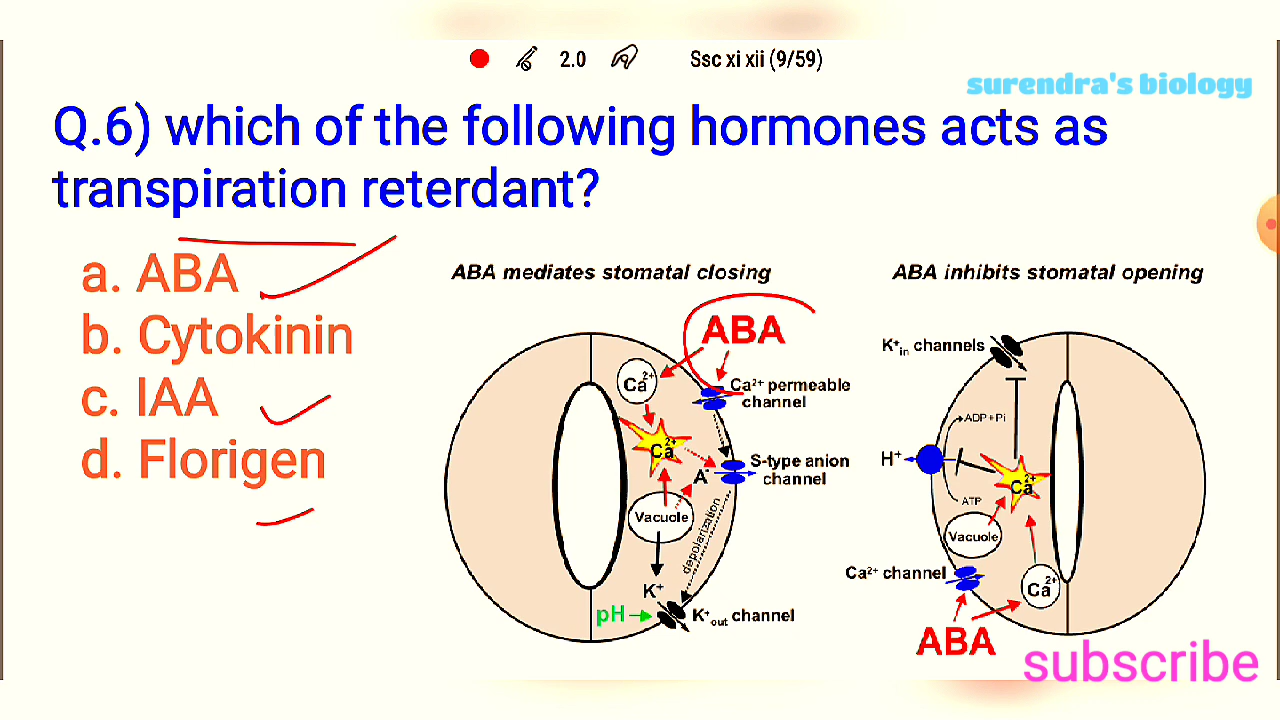 2.0
Ssc xi xii (9/59)
surendra's biology
Q.6) which of the following hormones acts as
transpiration reterdant?
a. ABA
b. Cytokinin
c. IAA
d. Florigen
ABA mediates stomatal closing
ABA
Ca²⁺
Ca²⁺ permeable
channel
Ca²⁺
A⁻
S-type anion
channel
Vacuole
depolarization
K⁺
pH
K⁺out channel
ABA inhibits stomatal opening
K⁺in channels
ADP+Pi
H⁺
Ca²⁺
ATP
Vacuole
Ca²⁺ channel
Ca²⁺
ABA
subscribe